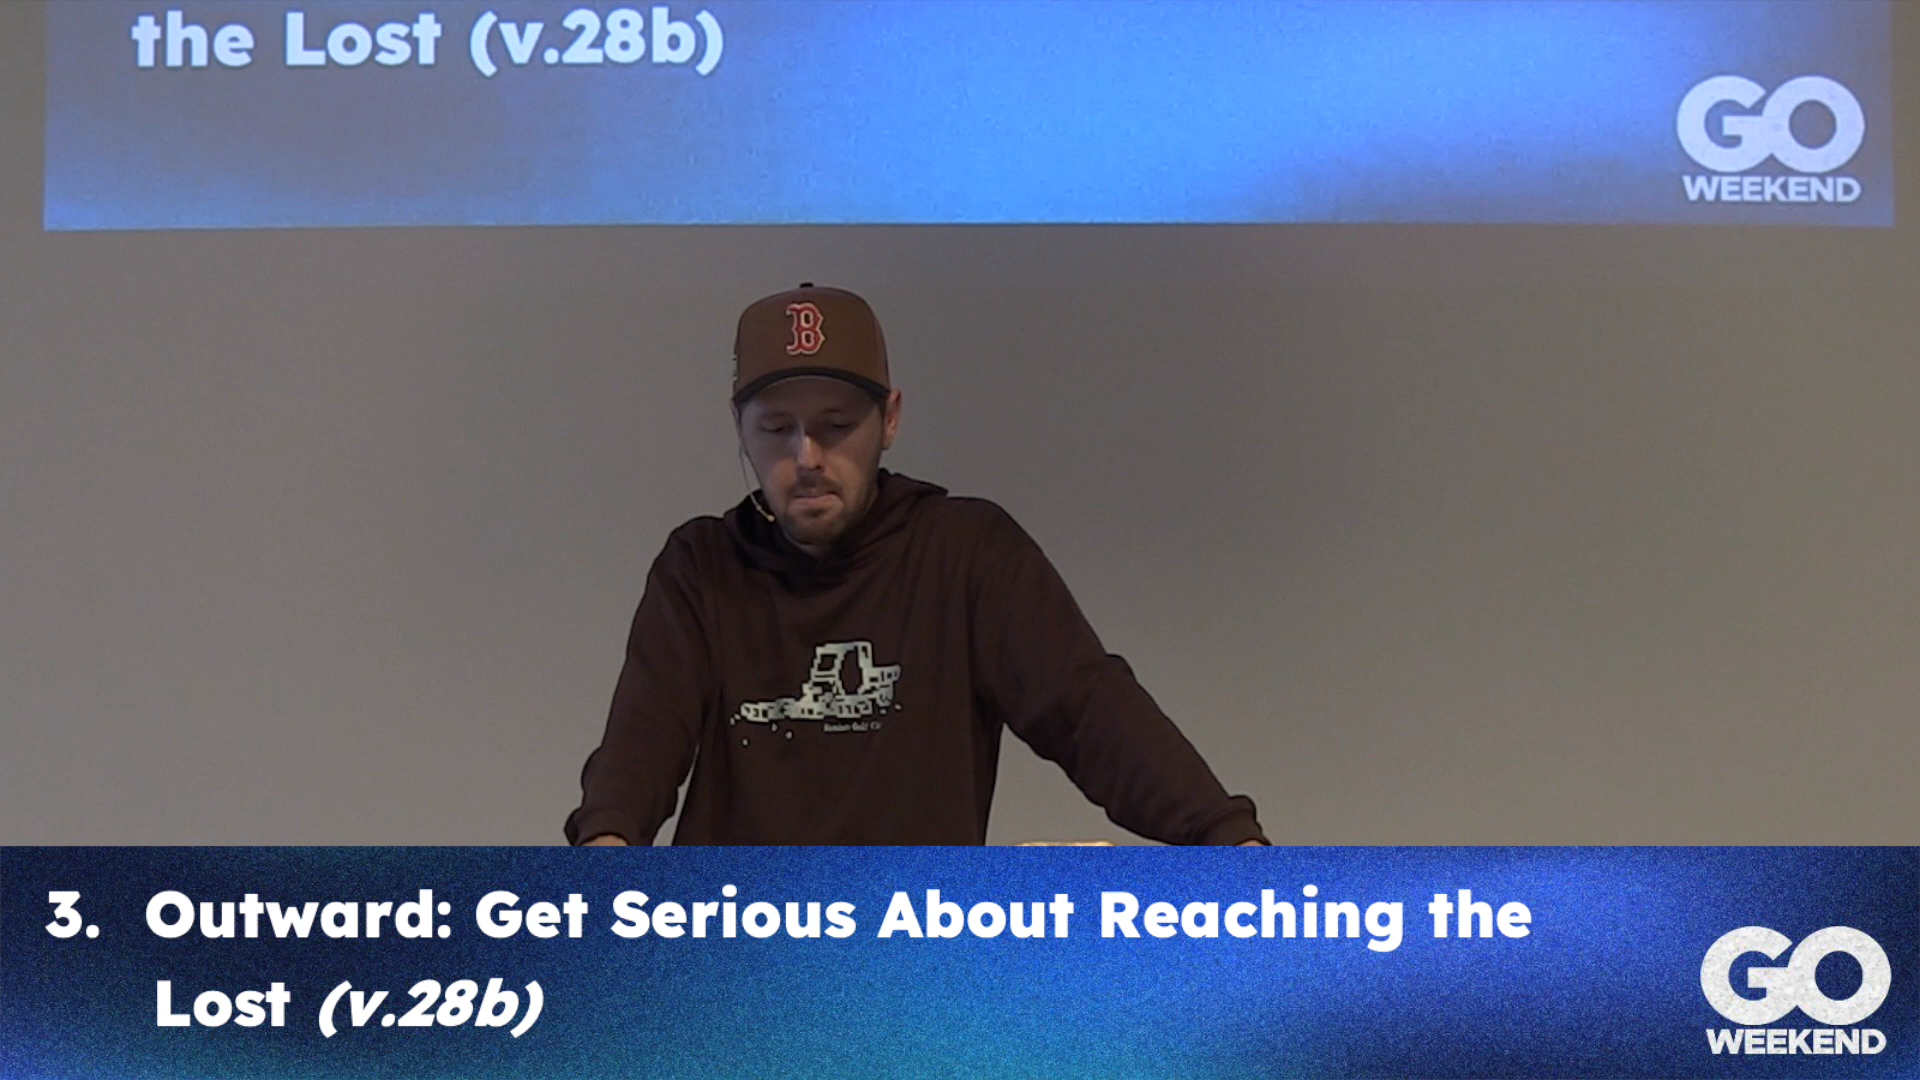 the Lost (v.28b)
GO
WEEKEND
B
3. Outward: Get Serious About Reaching the
Lost (v.28b)
GO
WEEKEND